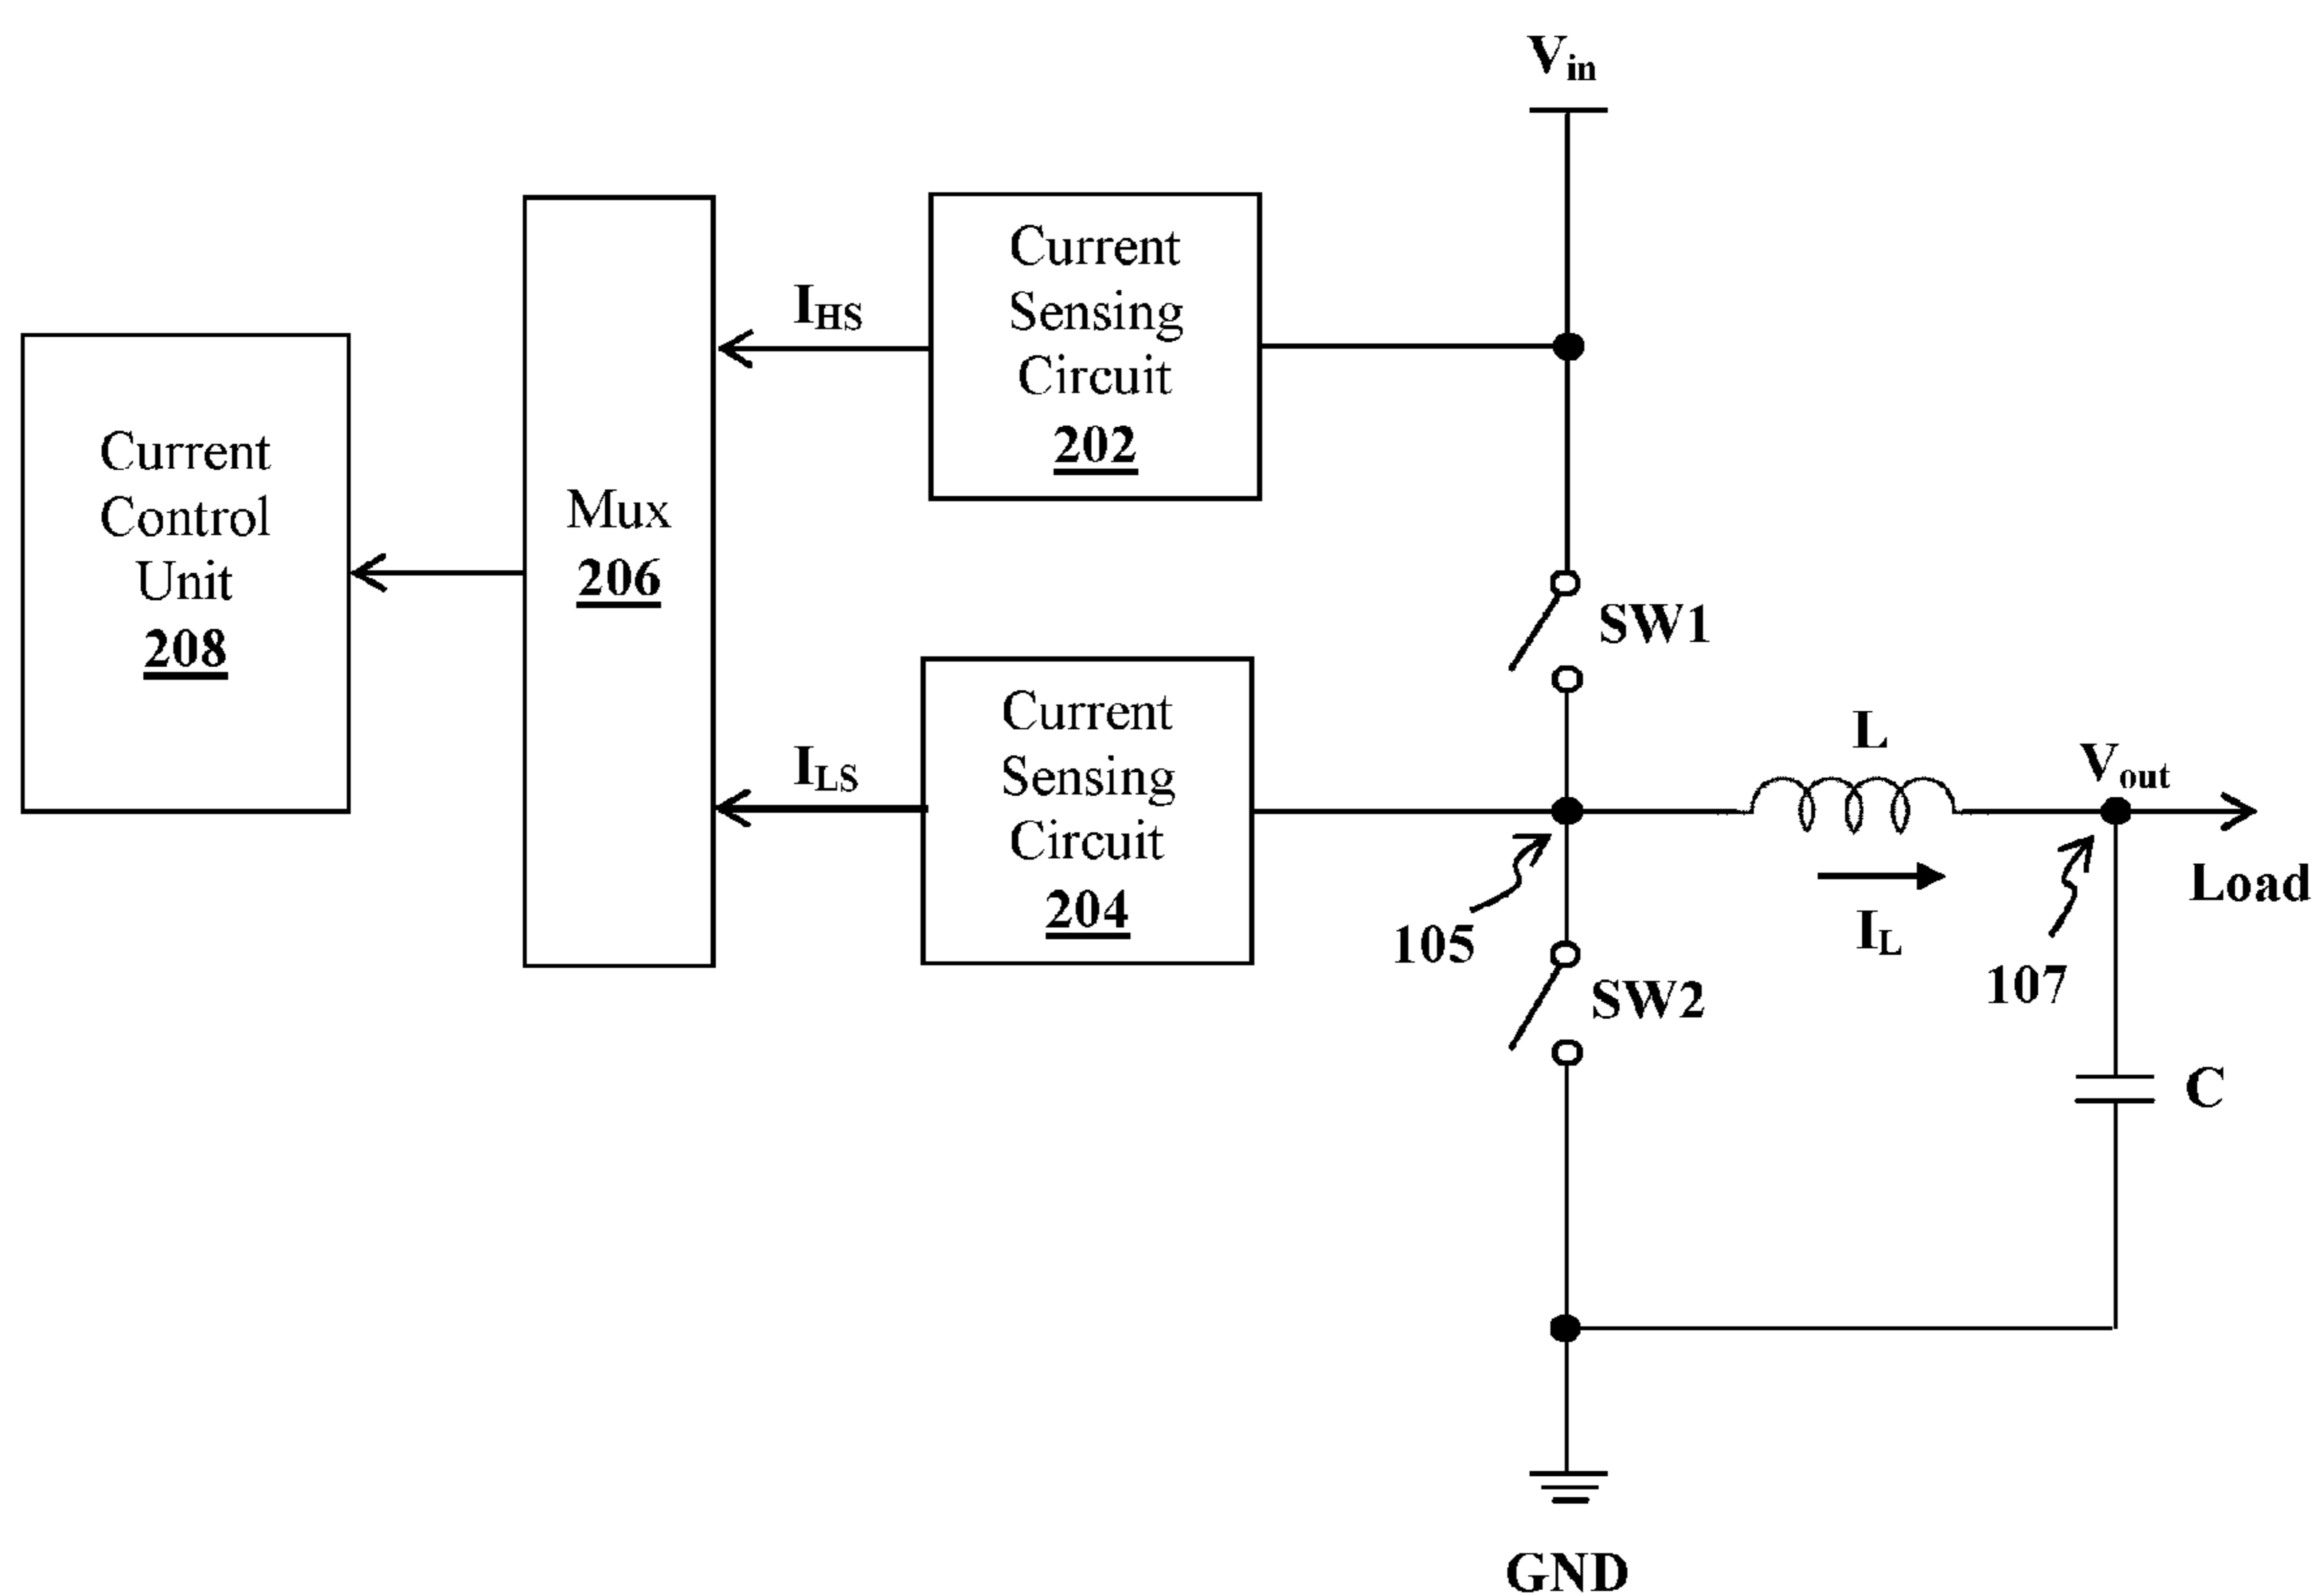 Vin
Current
Sensing
Circuit
202
IHS
Current
Control
Unit
208
Mux
206
SW1
Current
Sensing
Circuit
204
ILS
L
Vout
Load
105
IL
107
SW2
C
GND